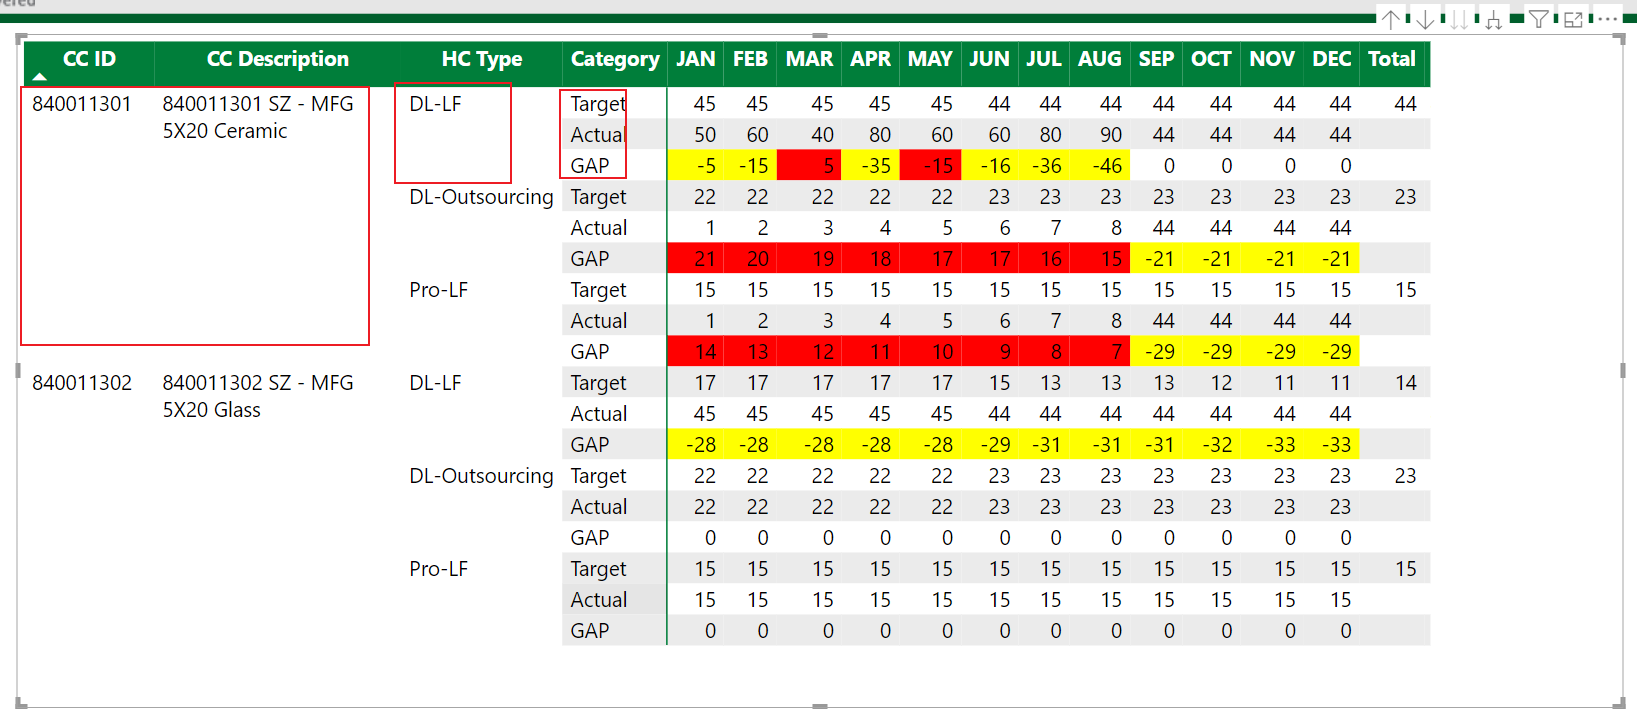 CC ID CC Description HC Type Category JAN FEB MAR APR MAY JUN JUL AUG SEP OCT NOV DEC Total
840011301 840011301 SZ - MFG DL-LF Target 45 45 45 45 45 44 44 44 44 44 44 44 44
5X20 Ceramic Actual 50 60 40 80 60 60 80 90 44 44 44 44
GAP -5 -15 5 -35 -15 -16 -36 -46 0 0 0 0
DL-Outsourcing Target 22 22 22 22 22 23 23 23 23 23 23 23 23
Actual 1 2 3 4 5 6 7 8 44 44 44 44
GAP 21 20 19 18 17 17 16 15 -21 -21 -21 -21
Pro-LF Target 15 15 15 15 15 15 15 15 15 15 15 15 15
Actual 1 2 3 4 5 6 7 8 44 44 44 44
GAP 14 13 12 11 10 9 8 7 -29 -29 -29 -29
840011302 840011302 SZ - MFG DL-LF Target 17 17 17 17 17 15 13 13 13 12 11 11 14
5X20 Glass Actual 45 45 45 45 45 44 44 44 44 44 44 44
GAP -28 -28 -28 -28 -28 -29 -31 -31 -31 -32 -33 -33
DL-Outsourcing Target 22 22 22 22 22 23 23 23 23 23 23 23 23
Actual 22 22 22 22 22 23 23 23 23 23 23 23
GAP 0 0 0 0 0 0 0 0 0 0 0 0
Pro-LF Target 15 15 15 15 15 15 15 15 15 15 15 15 15
Actual 15 15 15 15 15 15 15 15 15 15 15 15
GAP 0 0 0 0 0 0 0 0 0 0 0 0